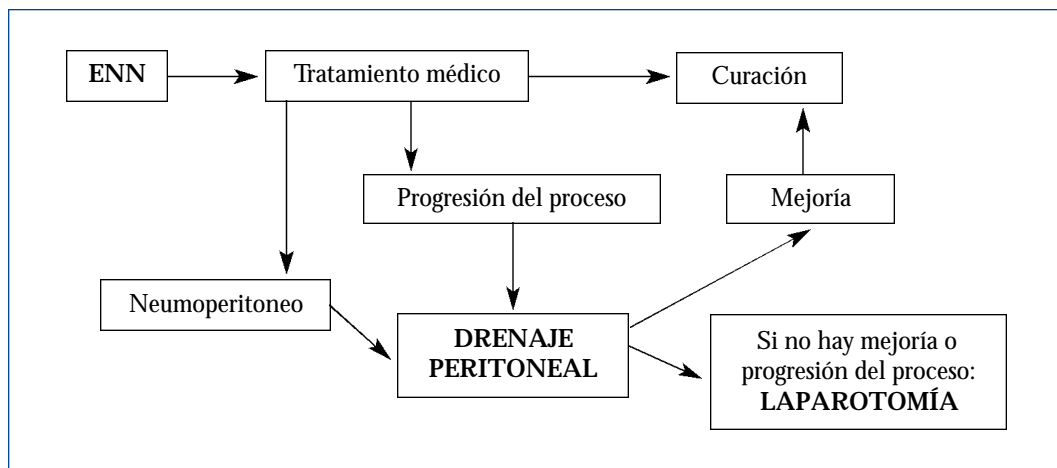 ENN
Tratamiento médico
Curación
Progresión del proceso
Mejoría
Neumoperitoneo
DRENAJE
PERITONEAL
Si no hay mejoría o
progresión del proceso:
LAPAROTOMÍA